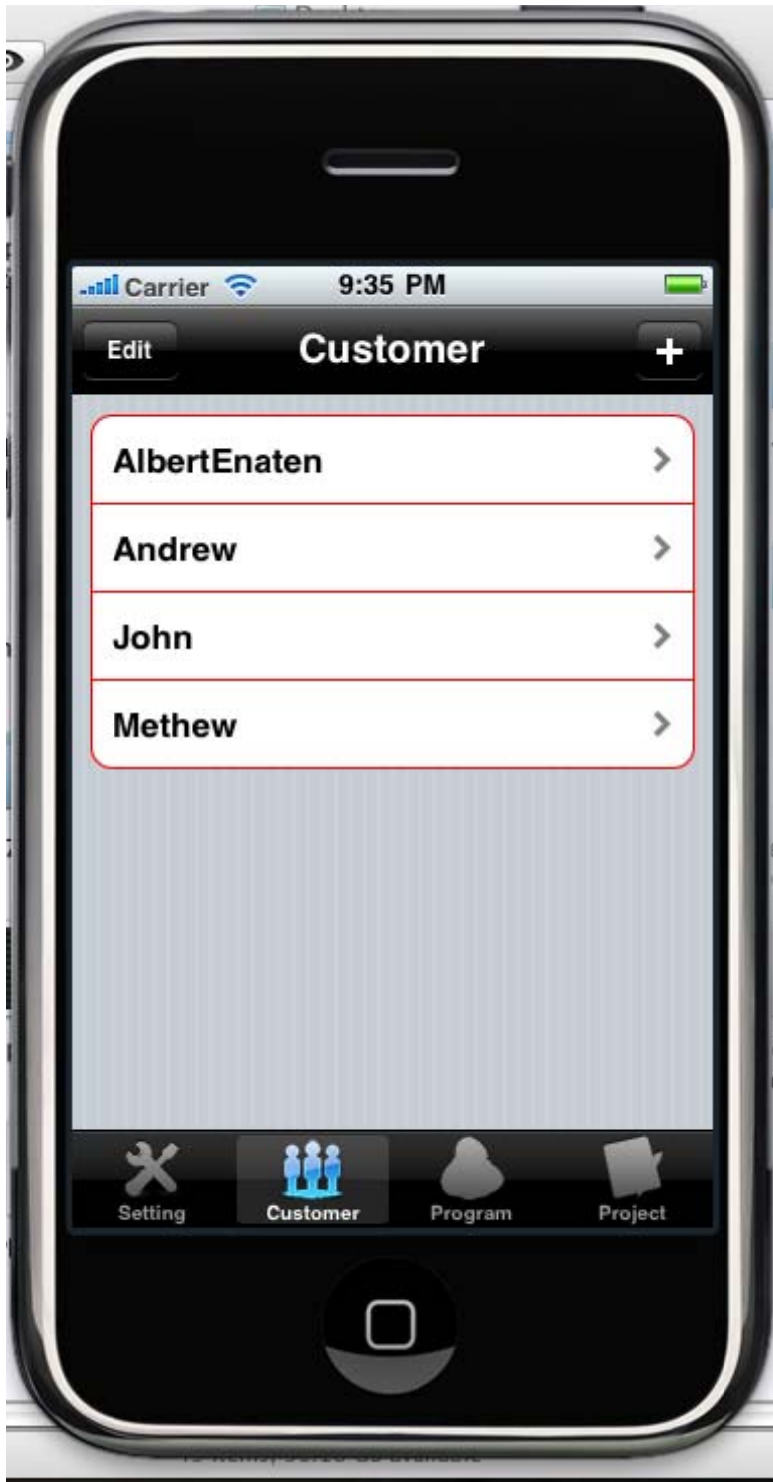 Carrier 9:35 PM
Edit Customer +
AlbertEnaten
Andrew
John
Methew
Setting Customer Program Project